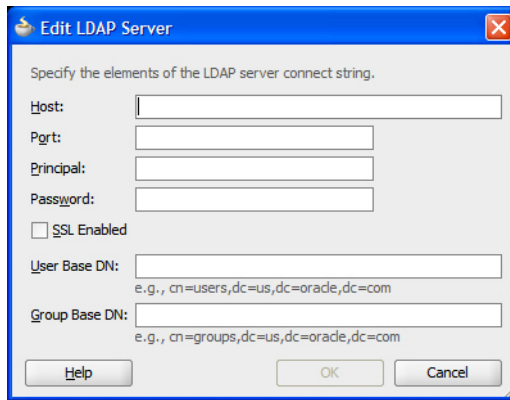 Edit LDAP Server
Specify the elements of the LDAP server connect string.
Host:
Port:
Principal:
Password:
SSL Enabled
User Base DN:
e.g., cn=users,dc=us,dc=oracle,dc=com
Group Base DN:
e.g., cn=groups,dc=us,dc=oracle,dc=com
Help OK Cancel